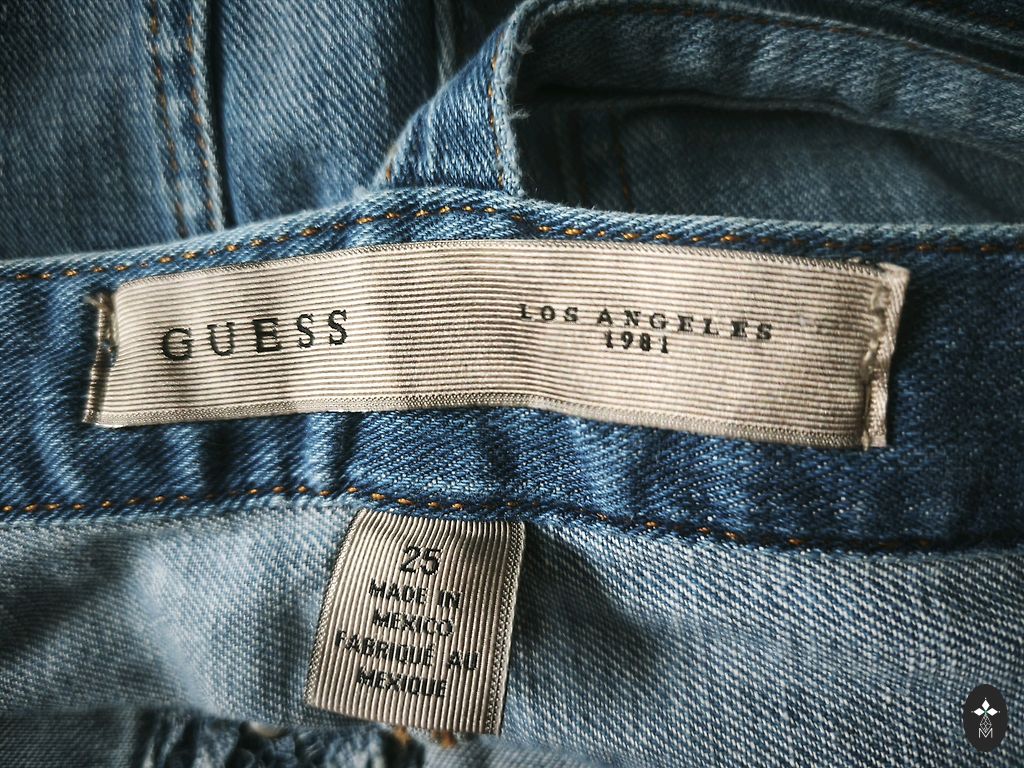 GUESS
LOS ANGELES
1981
25
MADE IN
MEXICO
FABRIQUÉ AU
MEXIQUE
M